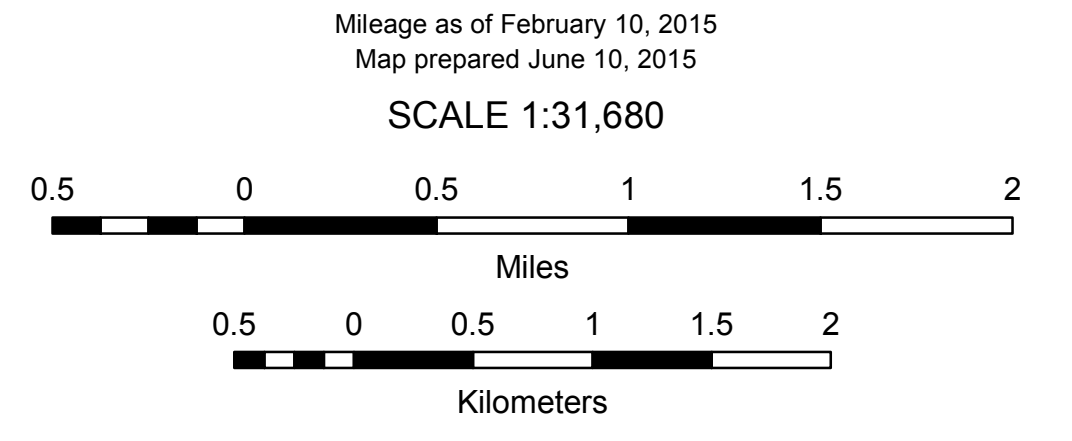 Mileage as of February 10, 2015
Map prepared June 10, 2015
SCALE 1:31,680
0.5 0 0.5 1 1.5 2
Miles
0.5 0 0.5 1 1.5 2
Kilometers